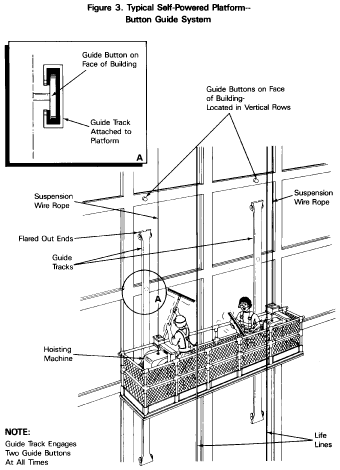 Figure 3. Typical Self-Powered Platform--
Button Guide System
Guide Button on
Face of Building
Guide Track
Attached to
Platform
A
Guide Buttons on Face
of Building-
Located in Vertical Rows
Suspension
Wire Rope
Suspension
Wire Rope
Flared Out Ends
Guide
Tracks
A
Hoisting
Machine
NOTE:
Guide Track Engages
Two Guide Buttons
At All Times
Life
Lines